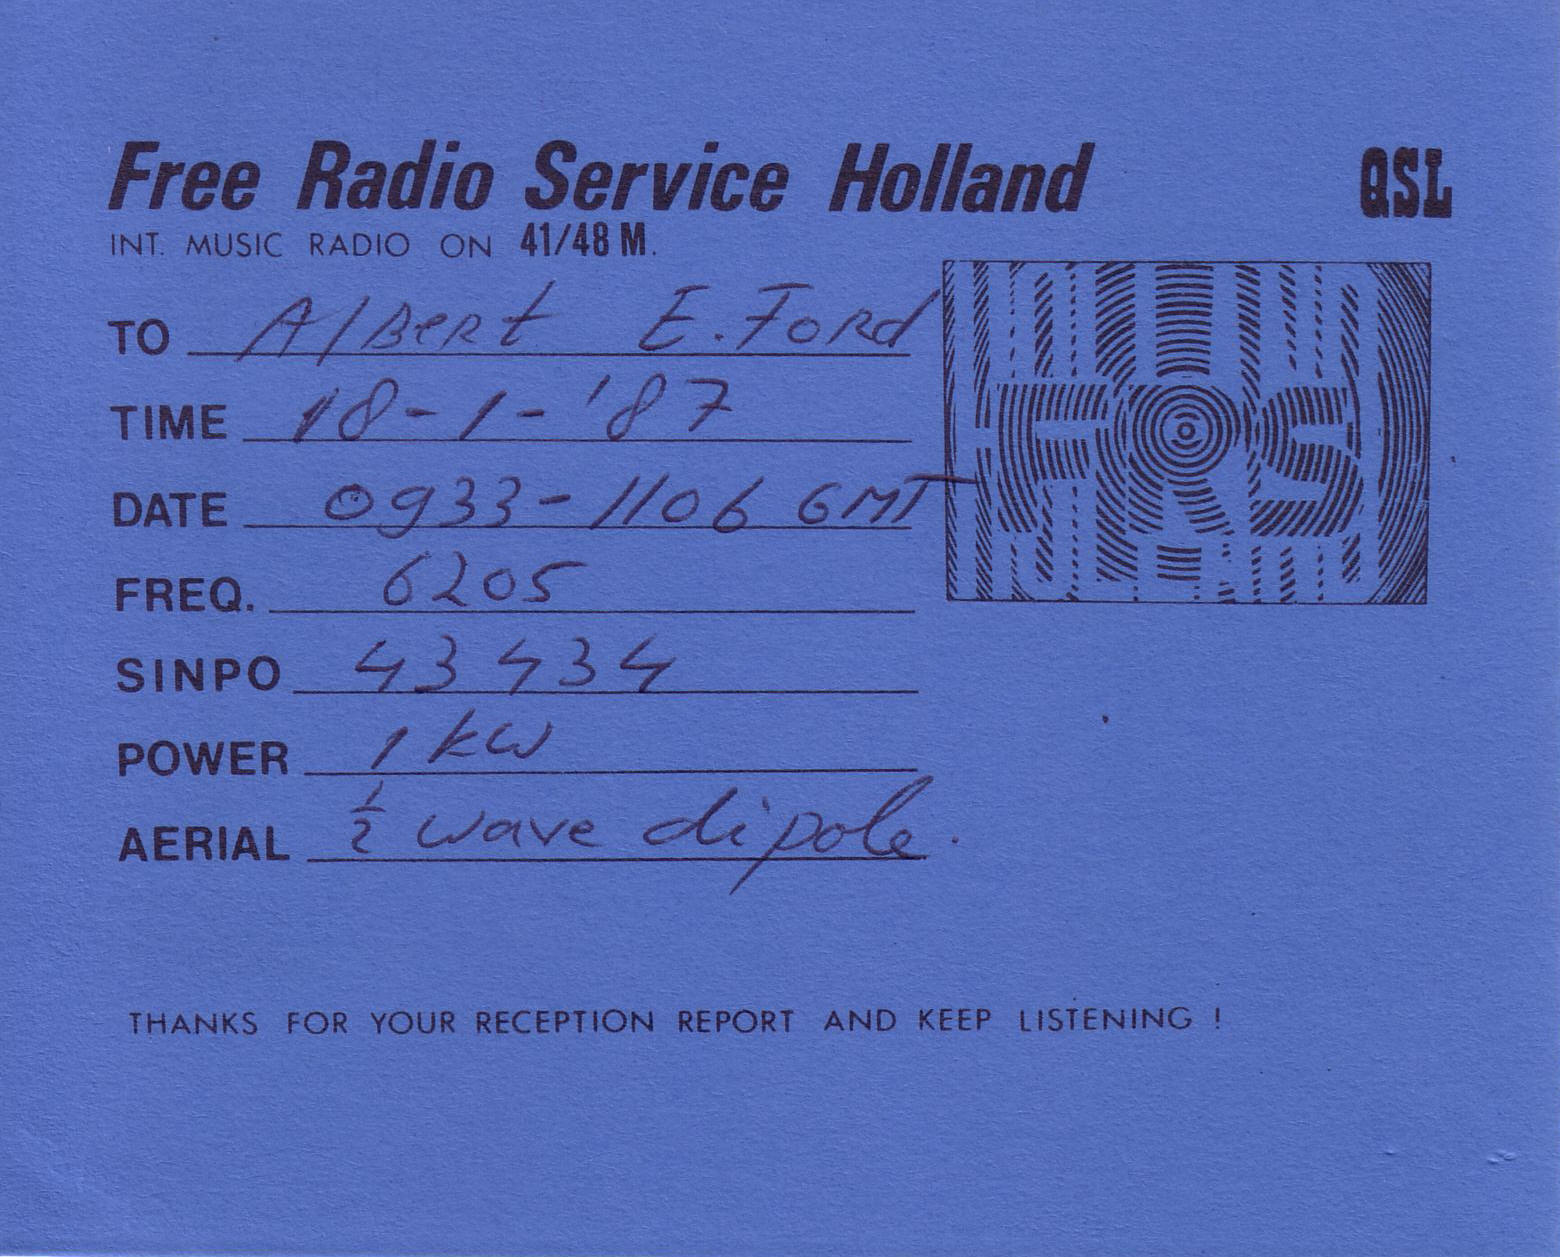 Free Radio Service Holland QSL
INT. MUSIC RADIO ON 41/48 M.
TO Albert E. Ford
TIME 18-1-'87
FRS
DATE 0933-1106 GMT
FREQ. 6205
SINPO 43434
POWER 1 kW
AERIAL ½ wave dipole.
THANKS FOR YOUR RECEPTION REPORT AND KEEP LISTENING !